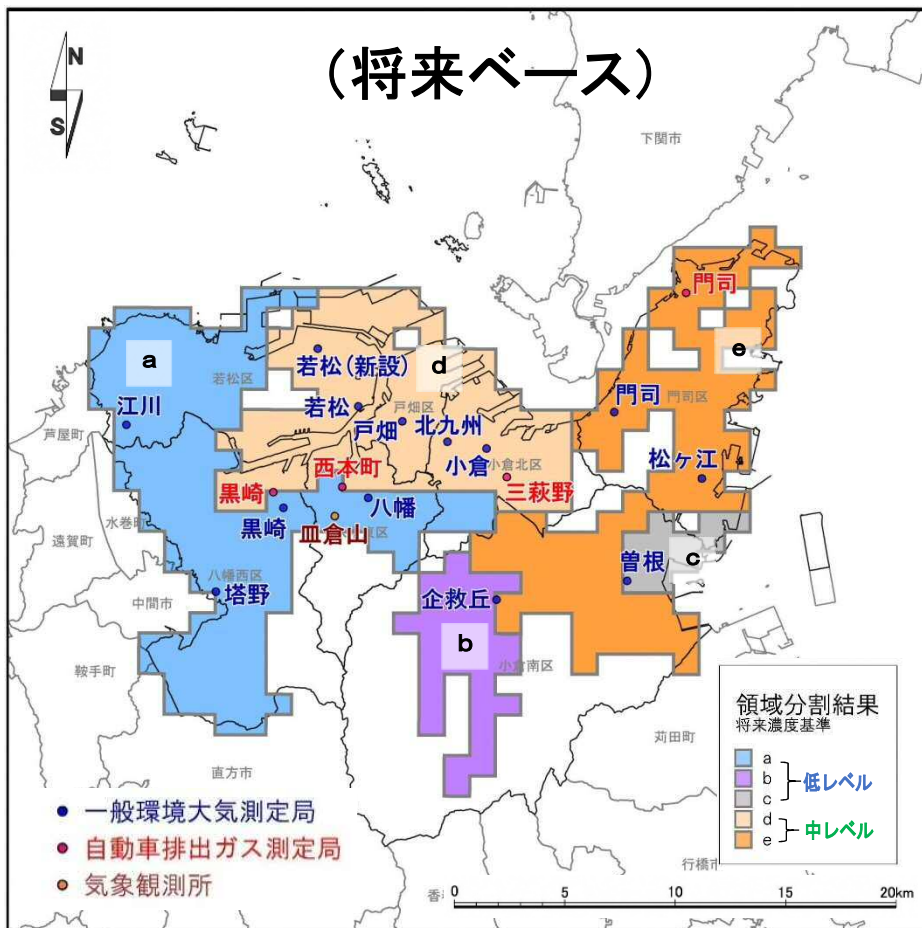 (将来ベース)
N
S
下関市
門司
a
若松(新設)
d
e
若松区
門司
門司区
江川
若松
戸畑
戸畑区
北九州
芦屋町
小倉
小倉北区
松ヶ江
西本町
黒崎
三萩野
八幡
水巻町
黒崎
皿倉山
遠賀町
曽根
c
八幡西区
塔野
中間市
企救丘
b
鞍手町
小倉南区
領域分割結果
将来濃度基準
苅田町
a
b
低レベル
c
d
中レベル
e
直方市
一般環境大気測定局
自動車排出ガス測定局
気象観測所
行橋市
香
0 5 10 15 20km